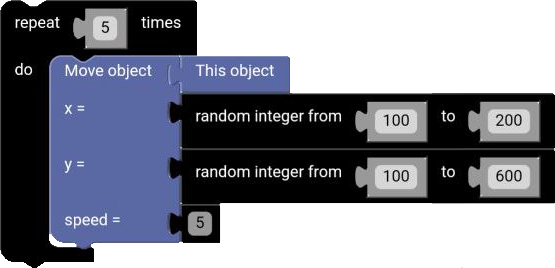 repeat 5 times
do Move object This object
x = random integer from 100 to 200
y = random integer from 100 to 600
speed = 5